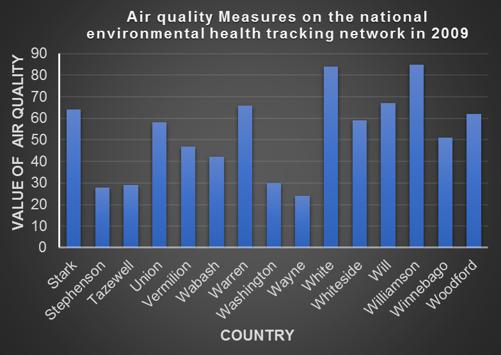 Air quality Measures on the national
environmental health tracking network in 2009
VALUE OF AIR QUALITY
90
80
70
60
50
40
30
20
10
0
Stark
Stephenson
Tazewell
Union
Vermilion
Wabash
Warren
Washington
Wayne
White
Whiteside
Will
Williamson
Winnebago
Woodford
COUNTRY